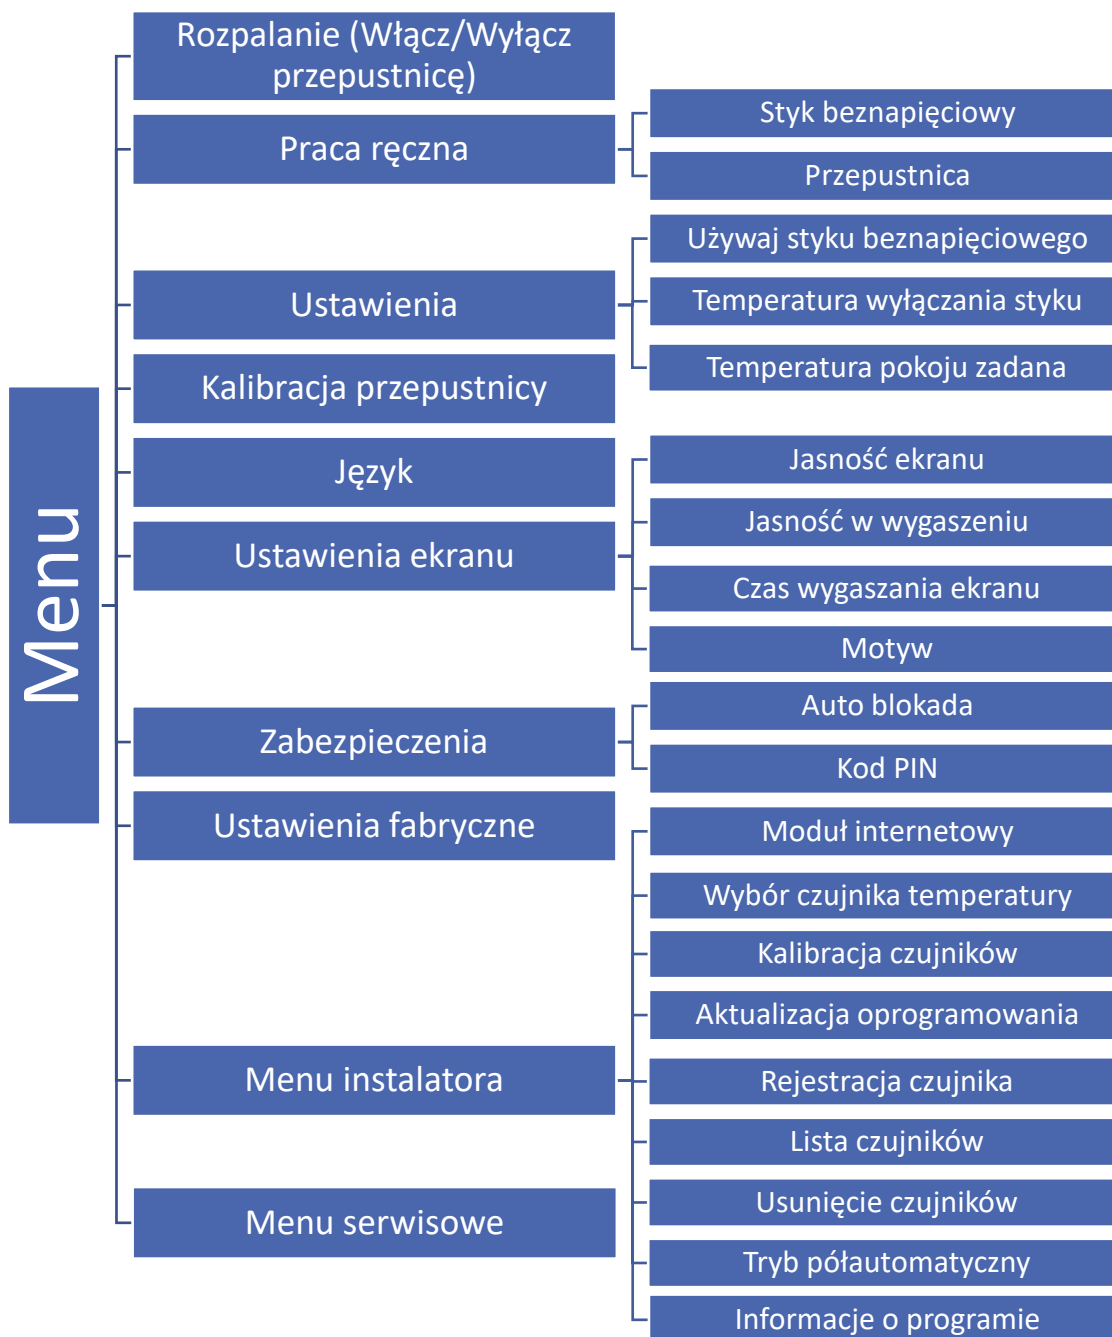 Menu
Rozpalanie (Włącz/Wyłącz
przepustnicę)
Praca ręczna
Styk beznapięciowy
Przepustnica
Ustawienia
Używaj styku beznapięciowego
Temperatura wyłączania styku
Temperatura pokoju zadana
Kalibracja przepustnicy
Język
Ustawienia ekranu
Jasność ekranu
Jasność w wygaszeniu
Czas wygaszania ekranu
Motyw
Zabezpieczenia
Auto blokada
Kod PIN
Ustawienia fabryczne
Menu instalatora
Moduł internetowy
Wybór czujnika temperatury
Kalibracja czujników
Aktualizacja oprogramowania
Rejestracja czujnika
Lista czujników
Usunięcie czujników
Tryb półautomatyczny
Informacje o programie
Menu serwisowe